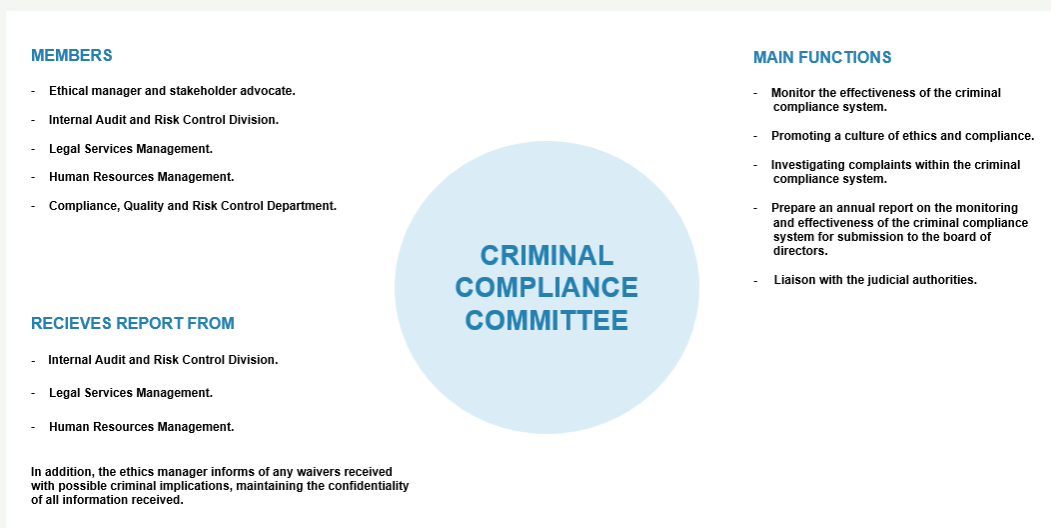 MEMBERS
- Ethical manager and stakeholder advocate.
- Internal Audit and Risk Control Division.
- Legal Services Management.
- Human Resources Management.
- Compliance, Quality and Risk Control Department.
RECIEVES REPORT FROM
- Internal Audit and Risk Control Division.
- Legal Services Management.
- Human Resources Management.
In addition, the ethics manager informs of any waivers received
with possible criminal implications, maintaining the confidentiality
of all information received.
CRIMINAL
COMPLIANCE
COMMITTEE
MAIN FUNCTIONS
- Monitor the effectiveness of the criminal
compliance system.
- Promoting a culture of ethics and compliance.
- Investigating complaints within the criminal
compliance system.
- Prepare an annual report on the monitoring
and effectiveness of the criminal compliance
system for submission to the board of
directors.
- Liaison with the judicial authorities.